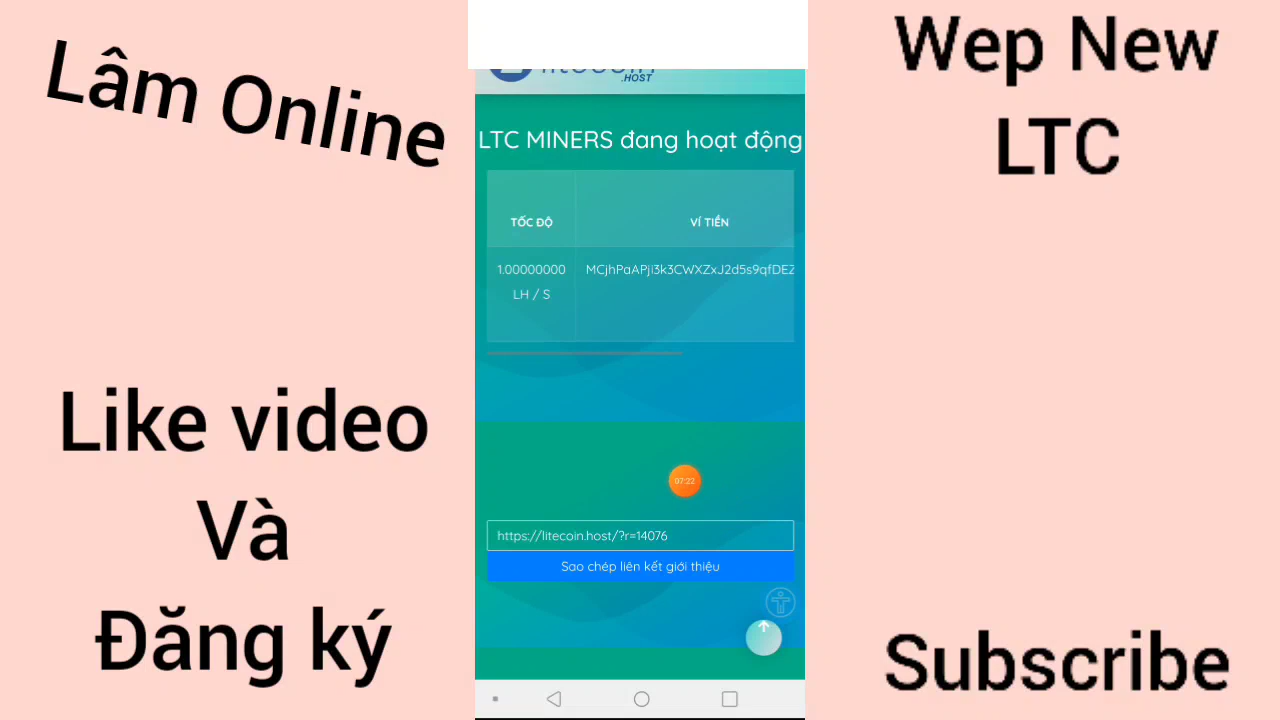 Lâm Online
Like video
Và
Đăng ký
.HOST
LTC MINERS đang hoạt động
TỐC ĐỘ
VÍ TIỀN
1.00000000
LH / S
MCjhPaAPji3k3CWXZxJ2d5s9qfDEZ
07:22
https://litecoin.host/?r=14076
Sao chép liên kết giới thiệu
Wep New
LTC
Subscribe